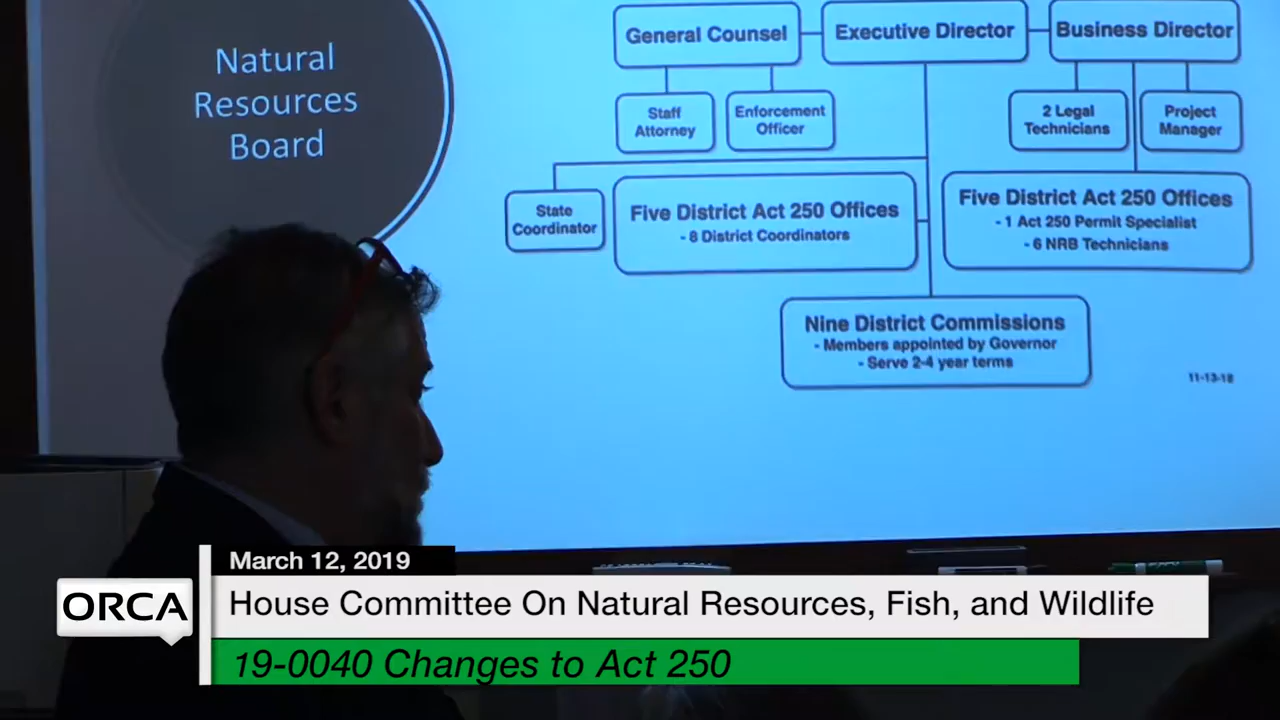 Natural
Resources
Board
General Counsel
Executive Director
Business Director
Staff
Attorney
Enforcement
Officer
2 Legal
Technicians
Project
Manager
State
Coordinator
Five District Act 250 Offices
- 8 District Coordinators
Five District Act 250 Offices
- 1 Act 250 Permit Specialist
- 6 NRB Technicians
Nine District Commissions
- Members appointed by Governor
- Serve 2-4 year terms
11-13-18
March 12, 2019
ORCA
House Committee On Natural Resources, Fish, and Wildlife
19-0040 Changes to Act 250